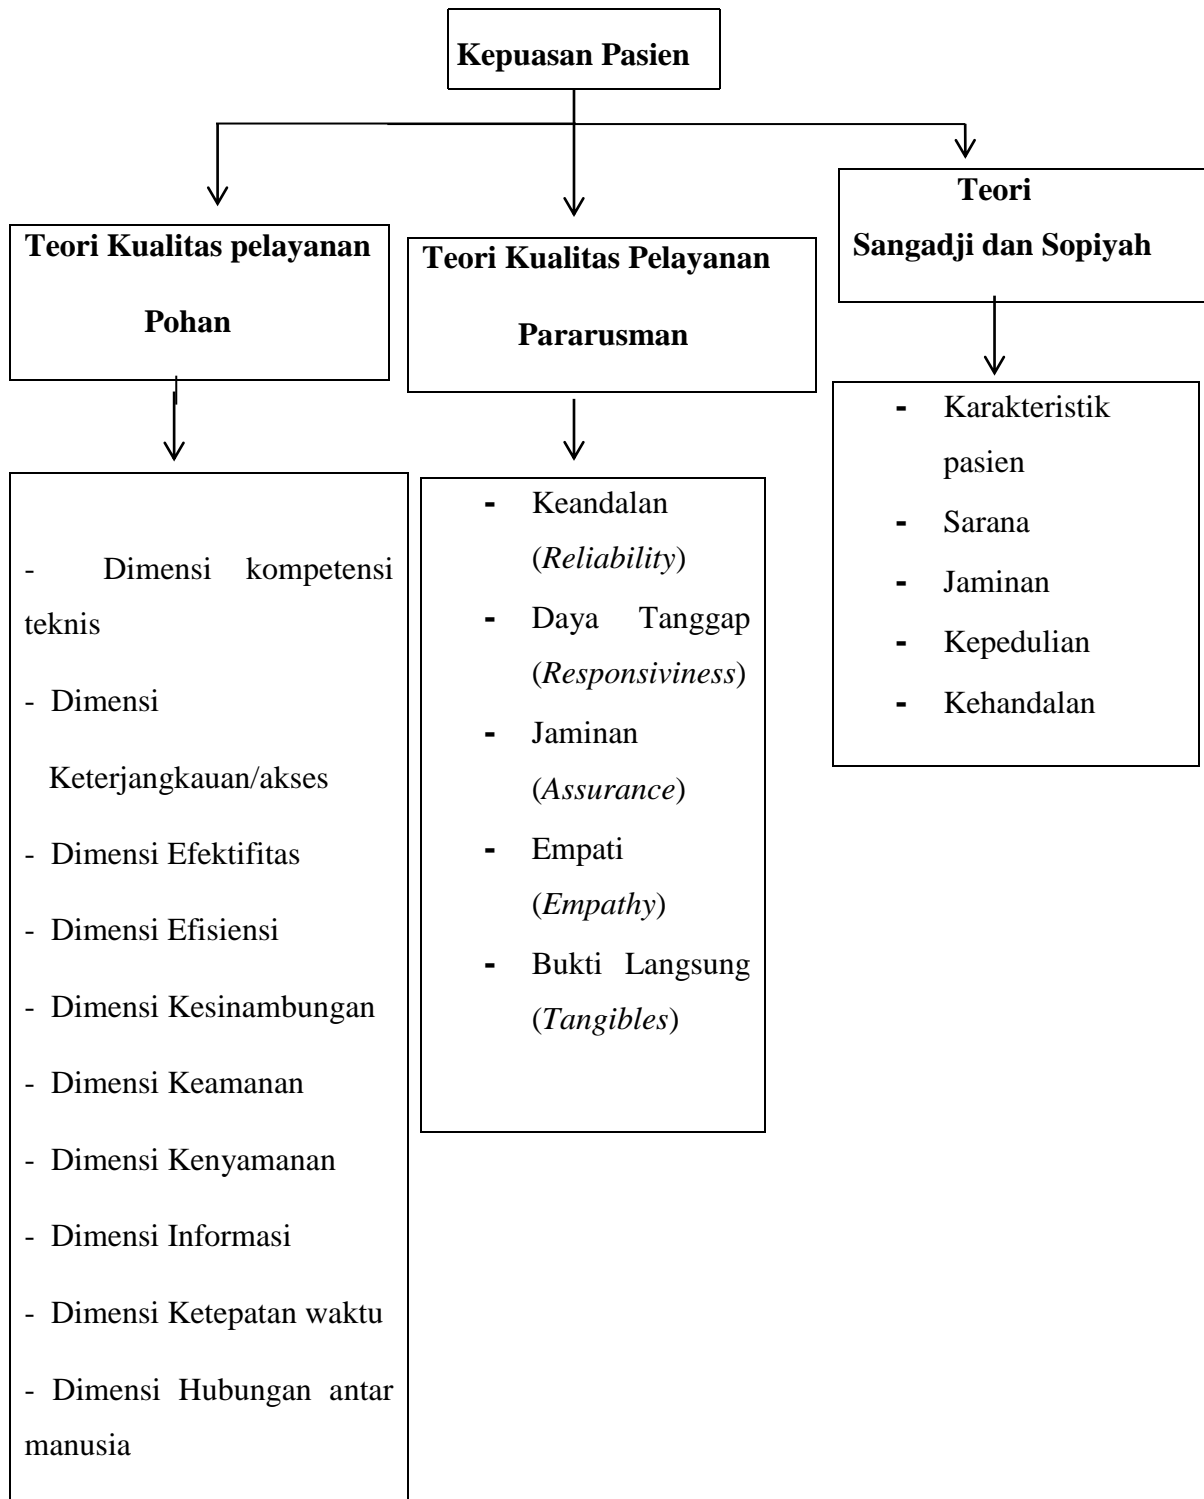 Kepuasan Pasien
Teori Kualitas pelayanan
Pohan
Teori Kualitas Pelayanan
Pararusman
Teori
Sangadji dan Sopiyah
- Dimensi kompetensi
teknis
- Dimensi
Keterjangkauan/akses
- Dimensi Efektifitas
- Dimensi Efisiensi
- Dimensi Kesinambungan
- Dimensi Keamanan
- Dimensi Kenyamanan
- Dimensi Informasi
- Dimensi Ketepatan waktu
- Dimensi Hubungan antar
manusia
- Keandalan
(Reliability)
- Daya Tanggap
(Responsiviness)
- Jaminan
(Assurance)
- Empati
(Empathy)
- Bukti Langsung
(Tangibles)
- Karakteristik
pasien
- Sarana
- Jaminan
- Kepedulian
- Kehandalan